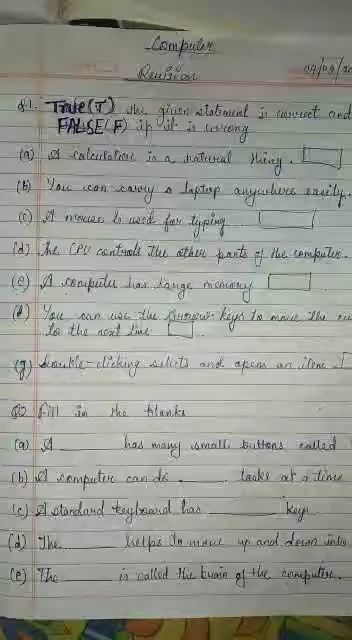 Computer
Revision
Q1. True(T) the given statement is correct and
FALSE(F) if it is wrong
(a) A calculator is a natural thing.
(b) You can carry a laptop anywhere easily.
(c) A mouse is used for typing
(d) The CPU controls the other parts of the computer.
(e) A computer has large memory
(f) You can use the keys to move the
to the next line
(g) Double-clicking selects and open an item
Q2 Fill in the blanks
(a) A ______ has many small buttons called
(b) A computer can do ______ tasks at a time
(c) A standard keyboard has ______ keys
(d) The ______ helps to move up and down
(e) The ______ is called the brain of the computer.